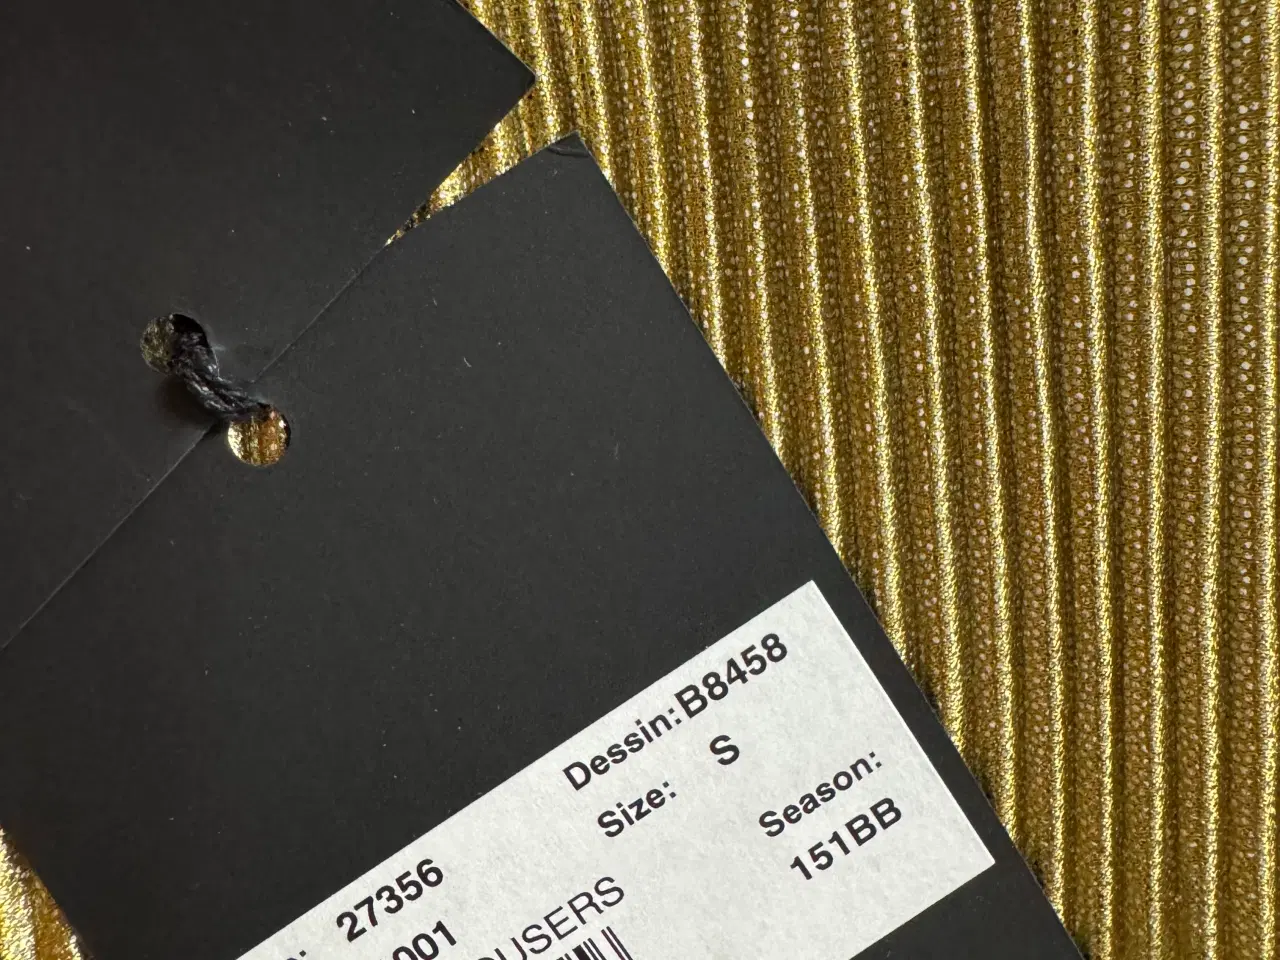 27356 Dessin: B8458
001 Size: S
Season:
151BB